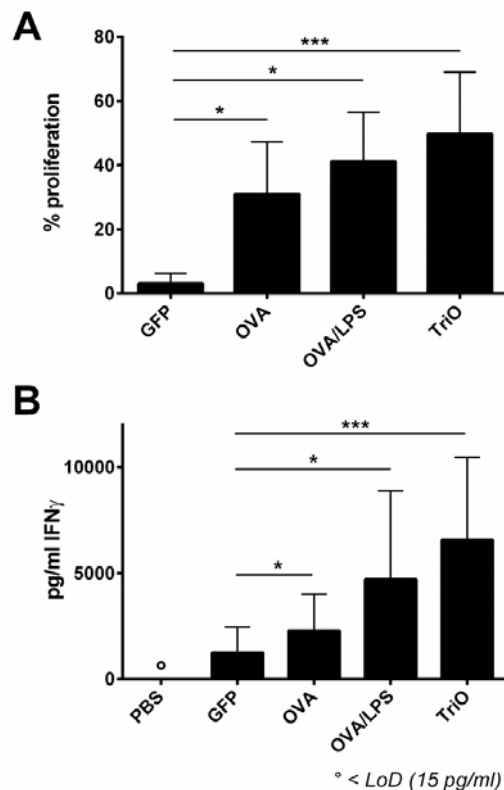 A
% proliferation
80
60
40
20
0
***
*
*
GFP
OVA
OVA/LPS
TriO
B
pg/ml IFNγ
10000
5000
0
***
*
*
°
PBS
GFP
OVA
OVA/LPS
TriO
° < LoD (15 pg/ml)